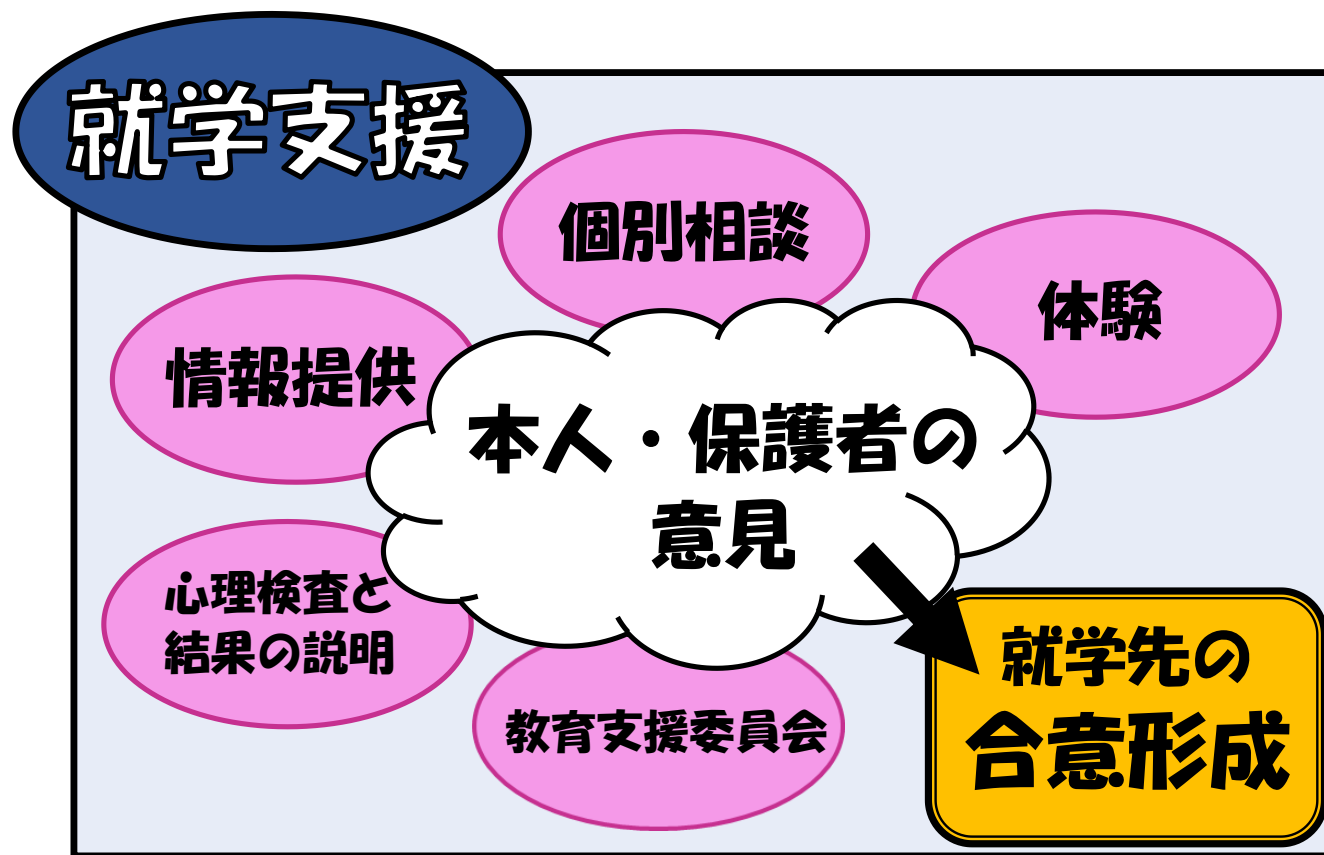 就学支援
個別相談
体験
情報提供
本人・保護者の
意見
心理検査と
結果の説明
教育支援委員会
就学先の
合意形成